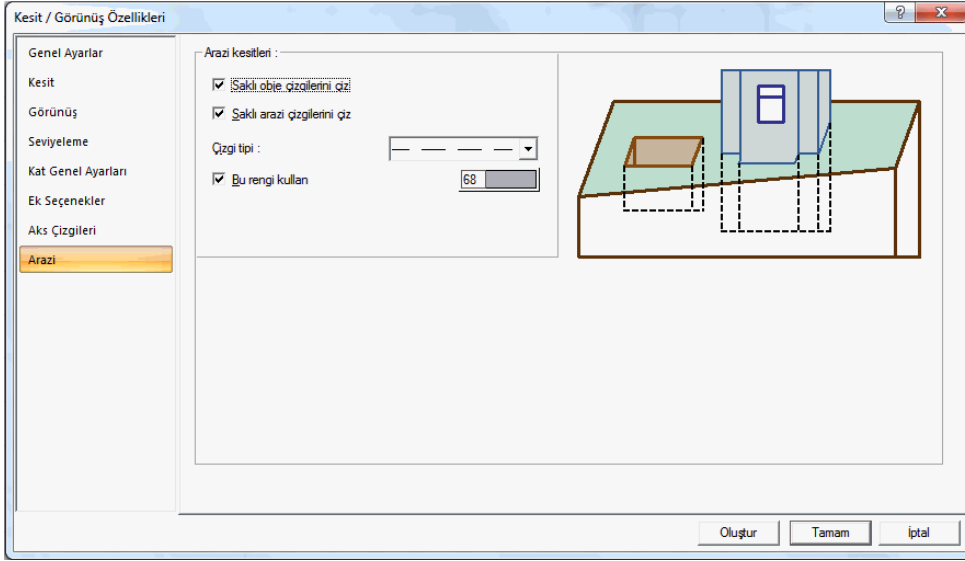 Kesit / Görünüş Özellikleri
Genel Ayarlar
Kesit
Görünüş
Seviyeleme
Kat Genel Ayarları
Ek Seçenekler
Aks Çizgileri
Arazi
Arazi kesitleri :
Saklı obje çizgilerini çiz
Saklı arazi çizgilerini çiz
Çizgi tipi :
Bu rengi kullan
68
Oluştur
Tamam
İptal